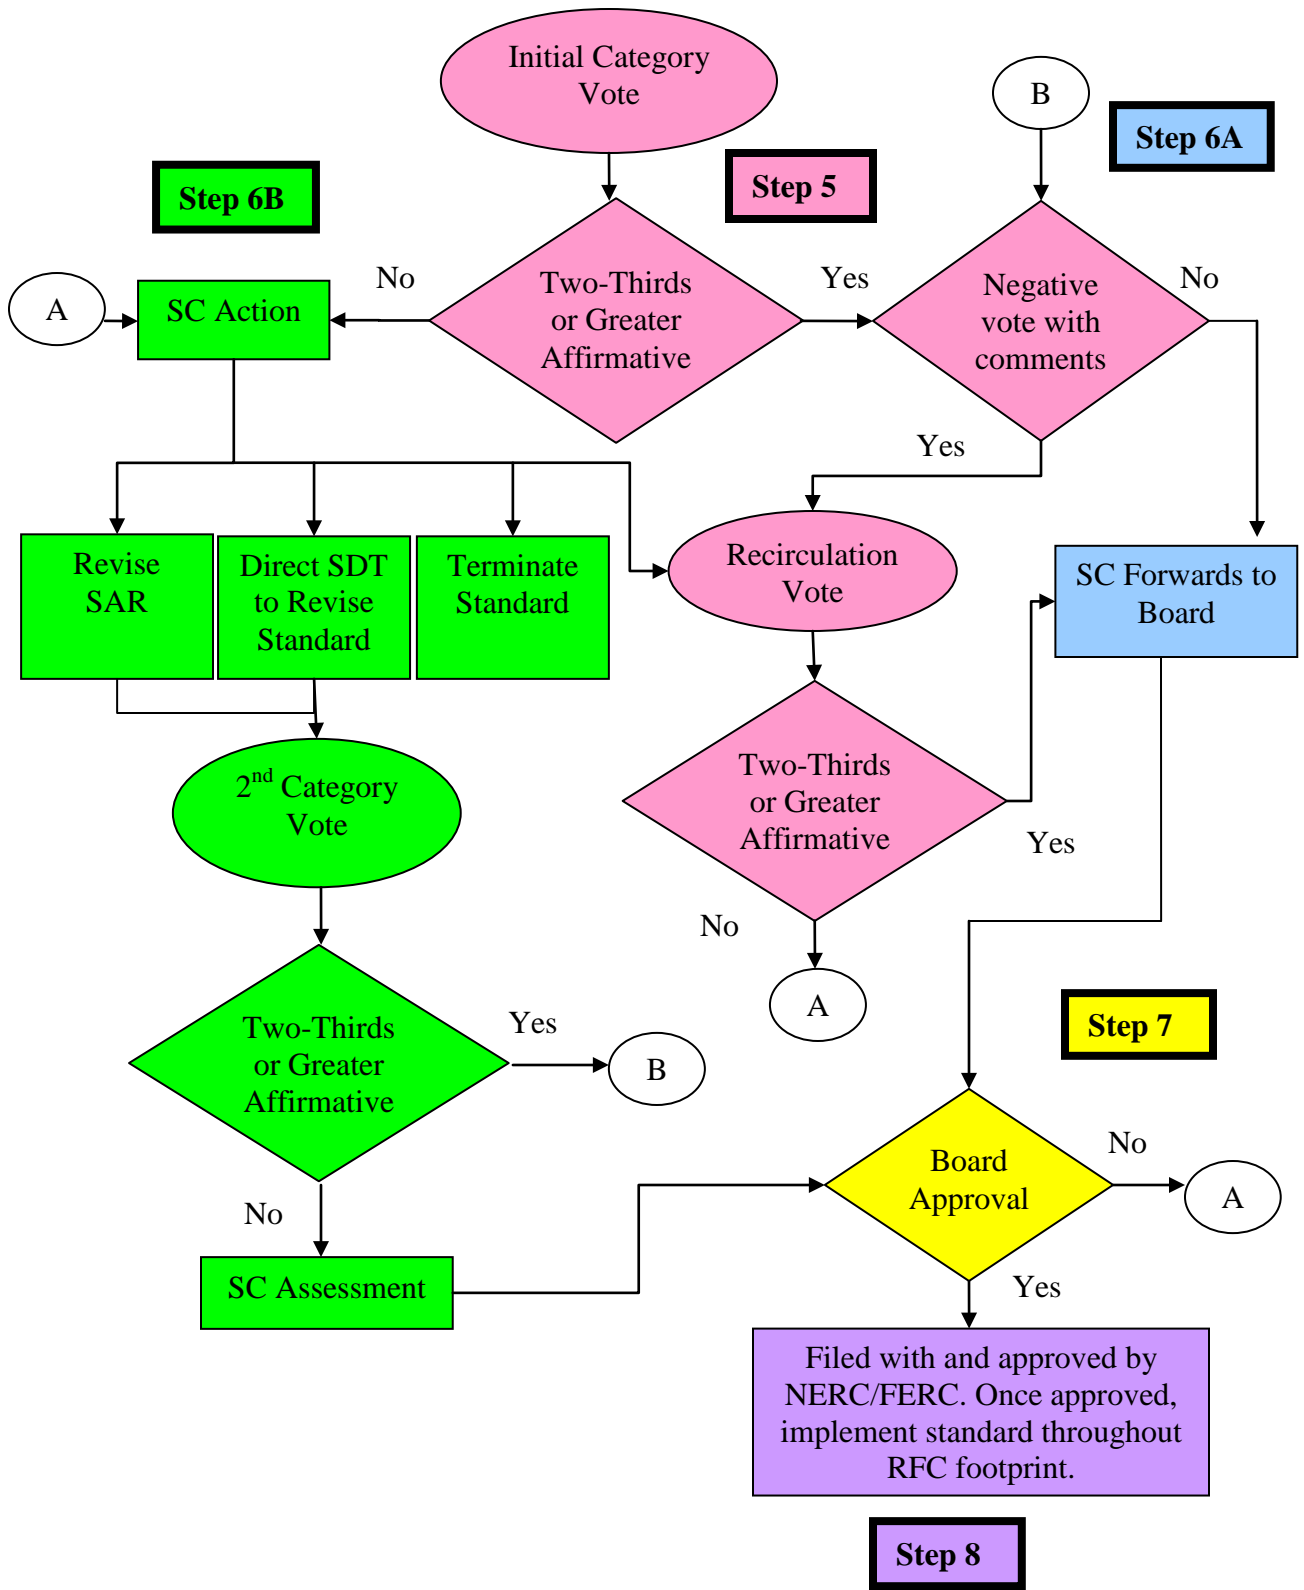 Initial Category
Vote
B
Step 6A
Step 5
Step 6B
A
SC Action
No
Two-Thirds
or Greater
Affirmative
Yes
Negative
vote with
comments
No
Yes
Revise
SAR
Direct SDT
to Revise
Standard
Terminate
Standard
Recirculation
Vote
SC Forwards to
Board
2nd Category
Vote
Two-Thirds
or Greater
Affirmative
Yes
No
A
Step 7
Two-Thirds
or Greater
Affirmative
Yes
B
No
SC Assessment
Board
Approval
No
A
Yes
Filed with and approved by
NERC/FERC. Once approved,
implement standard throughout
RFC footprint.
Step 8